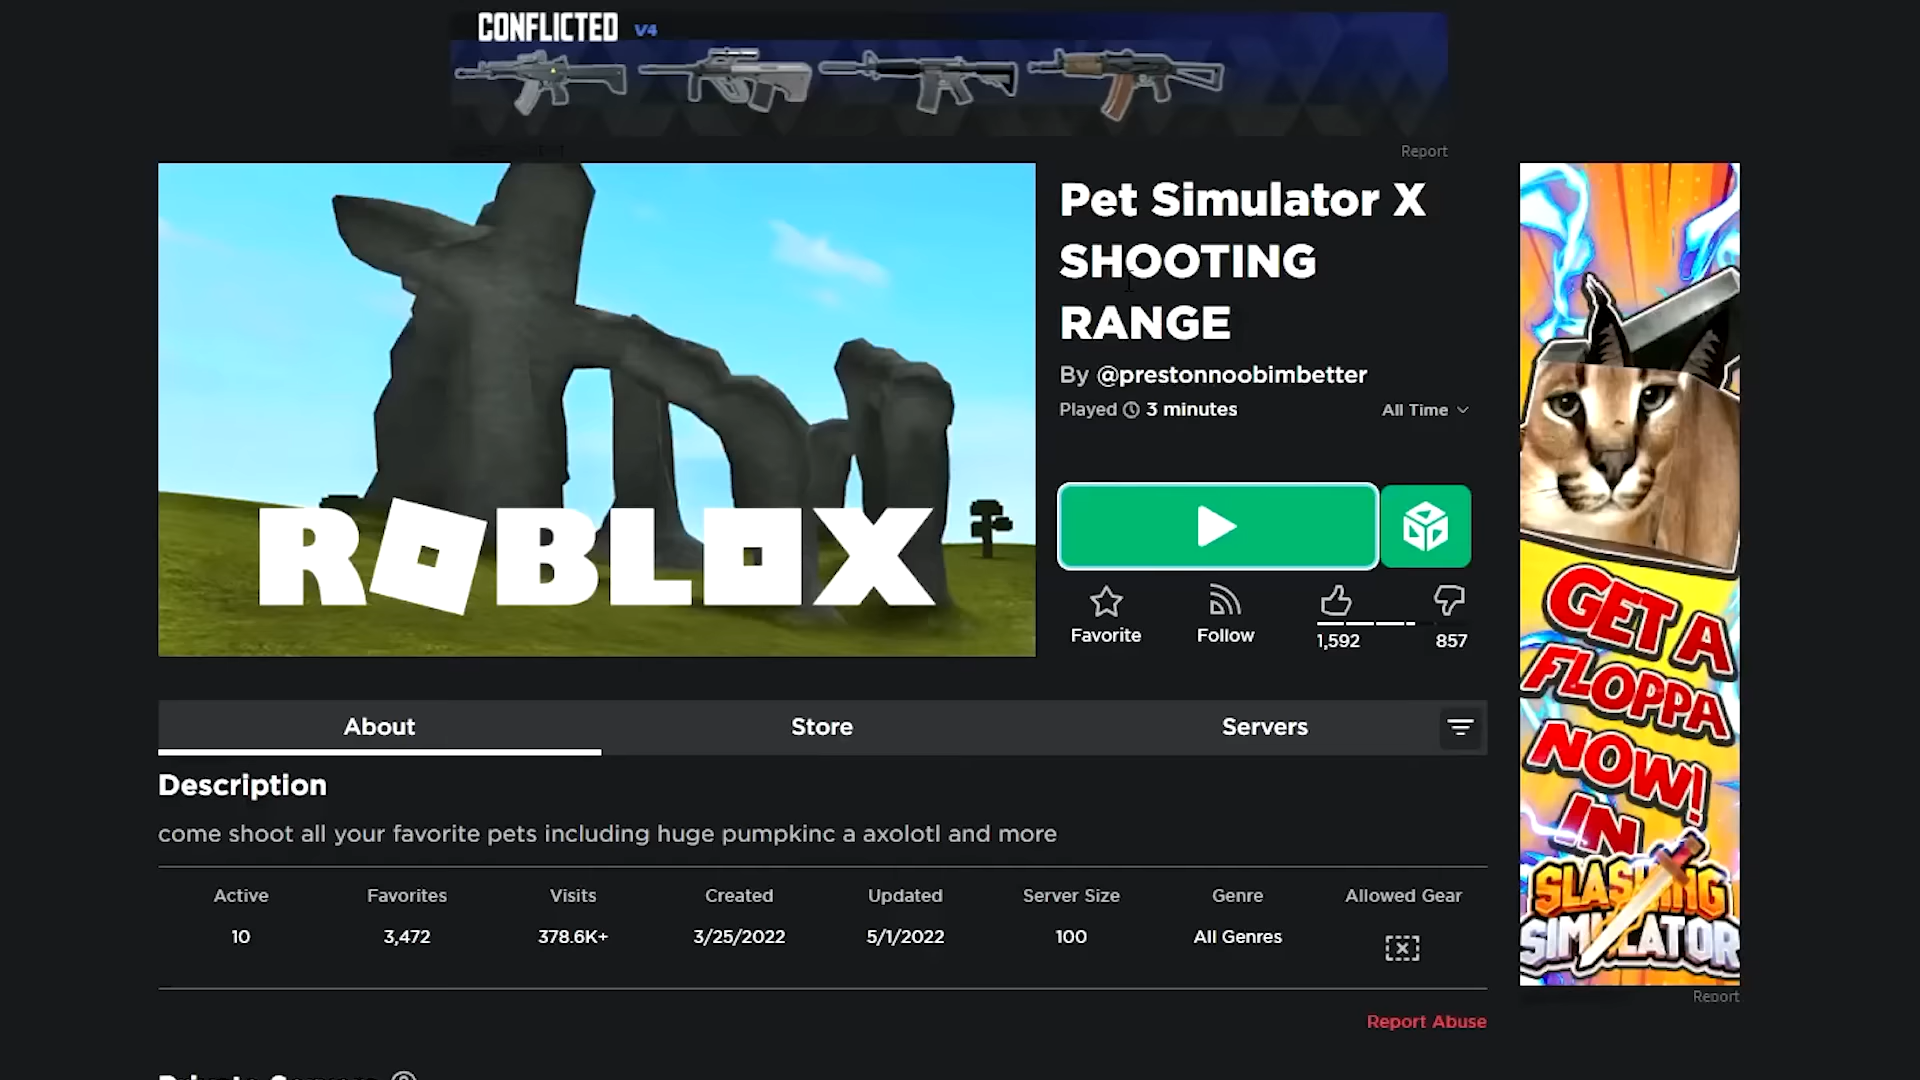 CONFLICTED V4
Report
Pet Simulator X
SHOOTING
RANGE
By @prestonnoobimbetter
Played 3 minutes
All Time
ROBLOX
Favorite
Follow
1,592
857
GET A
FLOPPA
NOW!
IN
SLASHING
SIMULATOR
Report
About
Store
Servers
Description
come shoot all your favorite pets including huge pumpkinc a axolotl and more
Active Favorites Visits Created Updated Server Size Genre Allowed Gear
10 3,472 378.6K+ 3/25/2022 5/1/2022 100 All Genres
Report Abuse